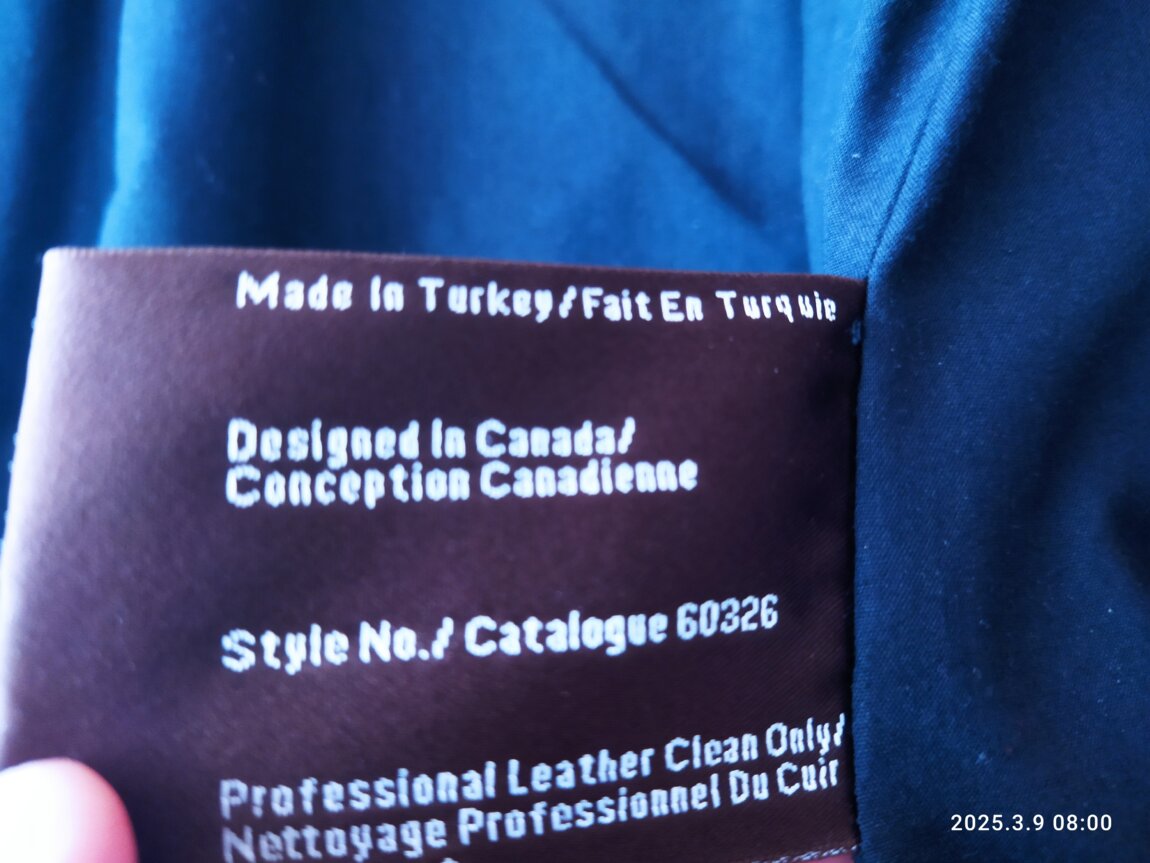 Made In Turkey/Fait En Turquie
Designed In Canada/
Conception Canadienne
Style No./ Catalogue 60326
Professional Leather Clean Only/
Nettoyage Professionnel Du Cuir
2025.3.9 08:00